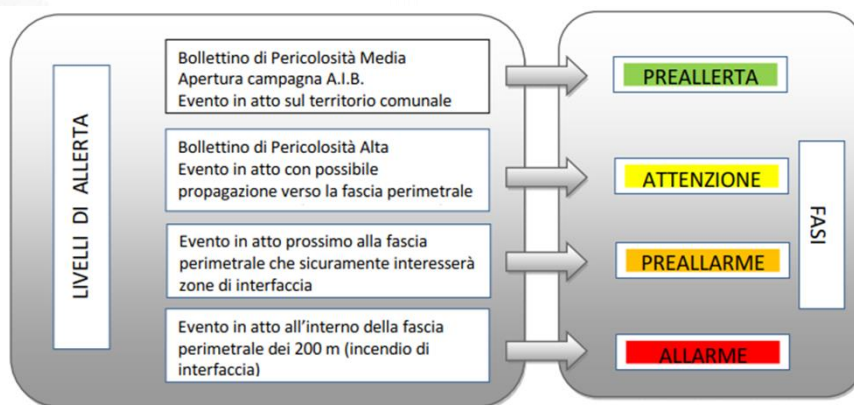 LIVELLI DI ALLERTA
Bollettino di Pericolosità Media
Apertura campagna A.I.B.
Evento in atto sul territorio comunale
PREALLERTA
Bollettino di Pericolosità Alta
Evento in atto con possibile
propagazione verso la fascia perimetrale
ATTENZIONE
Evento in atto prossimo alla fascia
perimetrale che sicuramente interesserà
zone di interfaccia
PREALLARME
Evento in atto all'interno della fascia
perimetrale dei 200 m (incendio di
interfaccia)
ALLARME
FASI